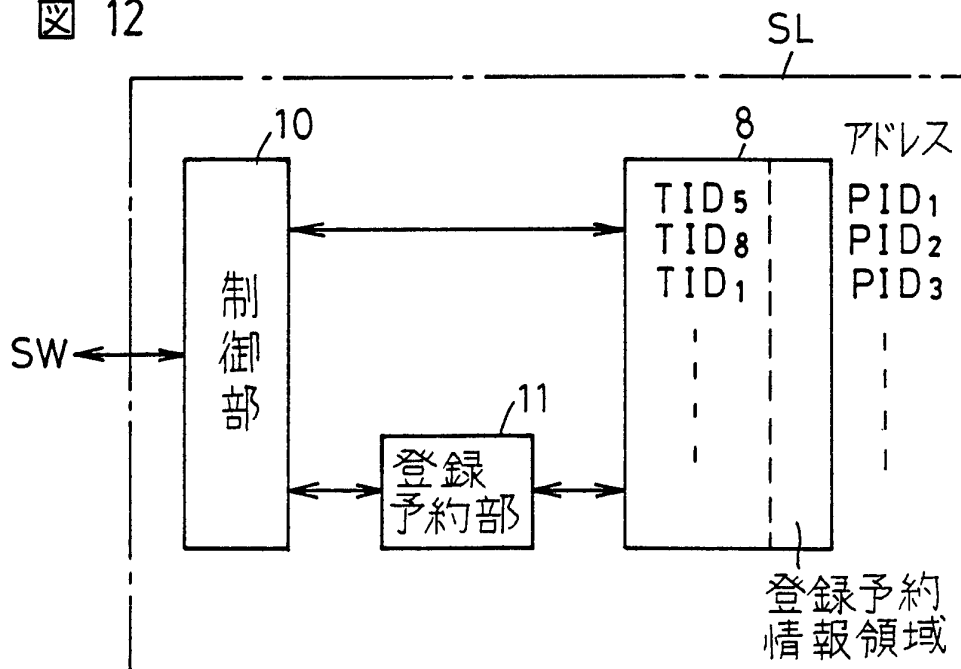 図 12
SL
10
8
アドレス
TID5 PID1
TID8 PID2
TID1 PID3
制御部
SW
11
登録
予約部
登録予約
情報領域